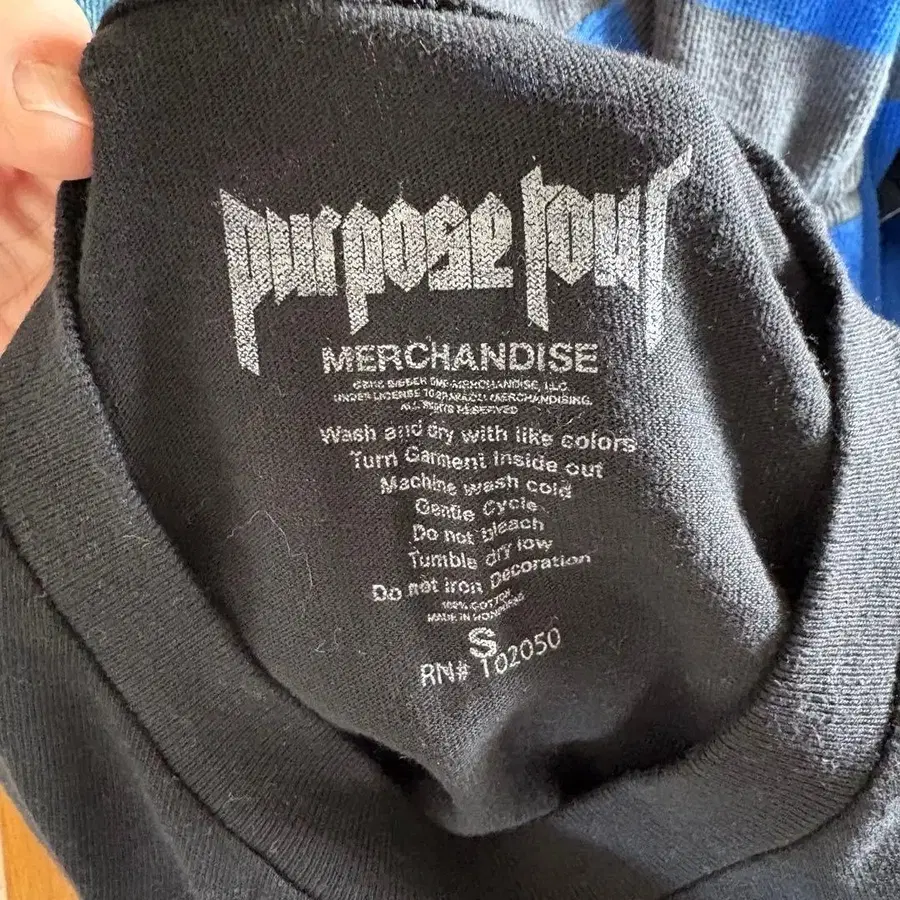 purpose tour
MERCHANDISE
MERCHANDISE, LLC.
UNDER LICENSE TO MERCHANDISING.
ALL RIGHTS RESERVED
Wash and dry with like colors
Turn Garment Inside out
Machine wash cold
Gentle Cycle
Do not bleach
Tumble dry low
Do not Iron Decoration
100% COTTON
MADE IN HONDURAS
S
RN# 102050